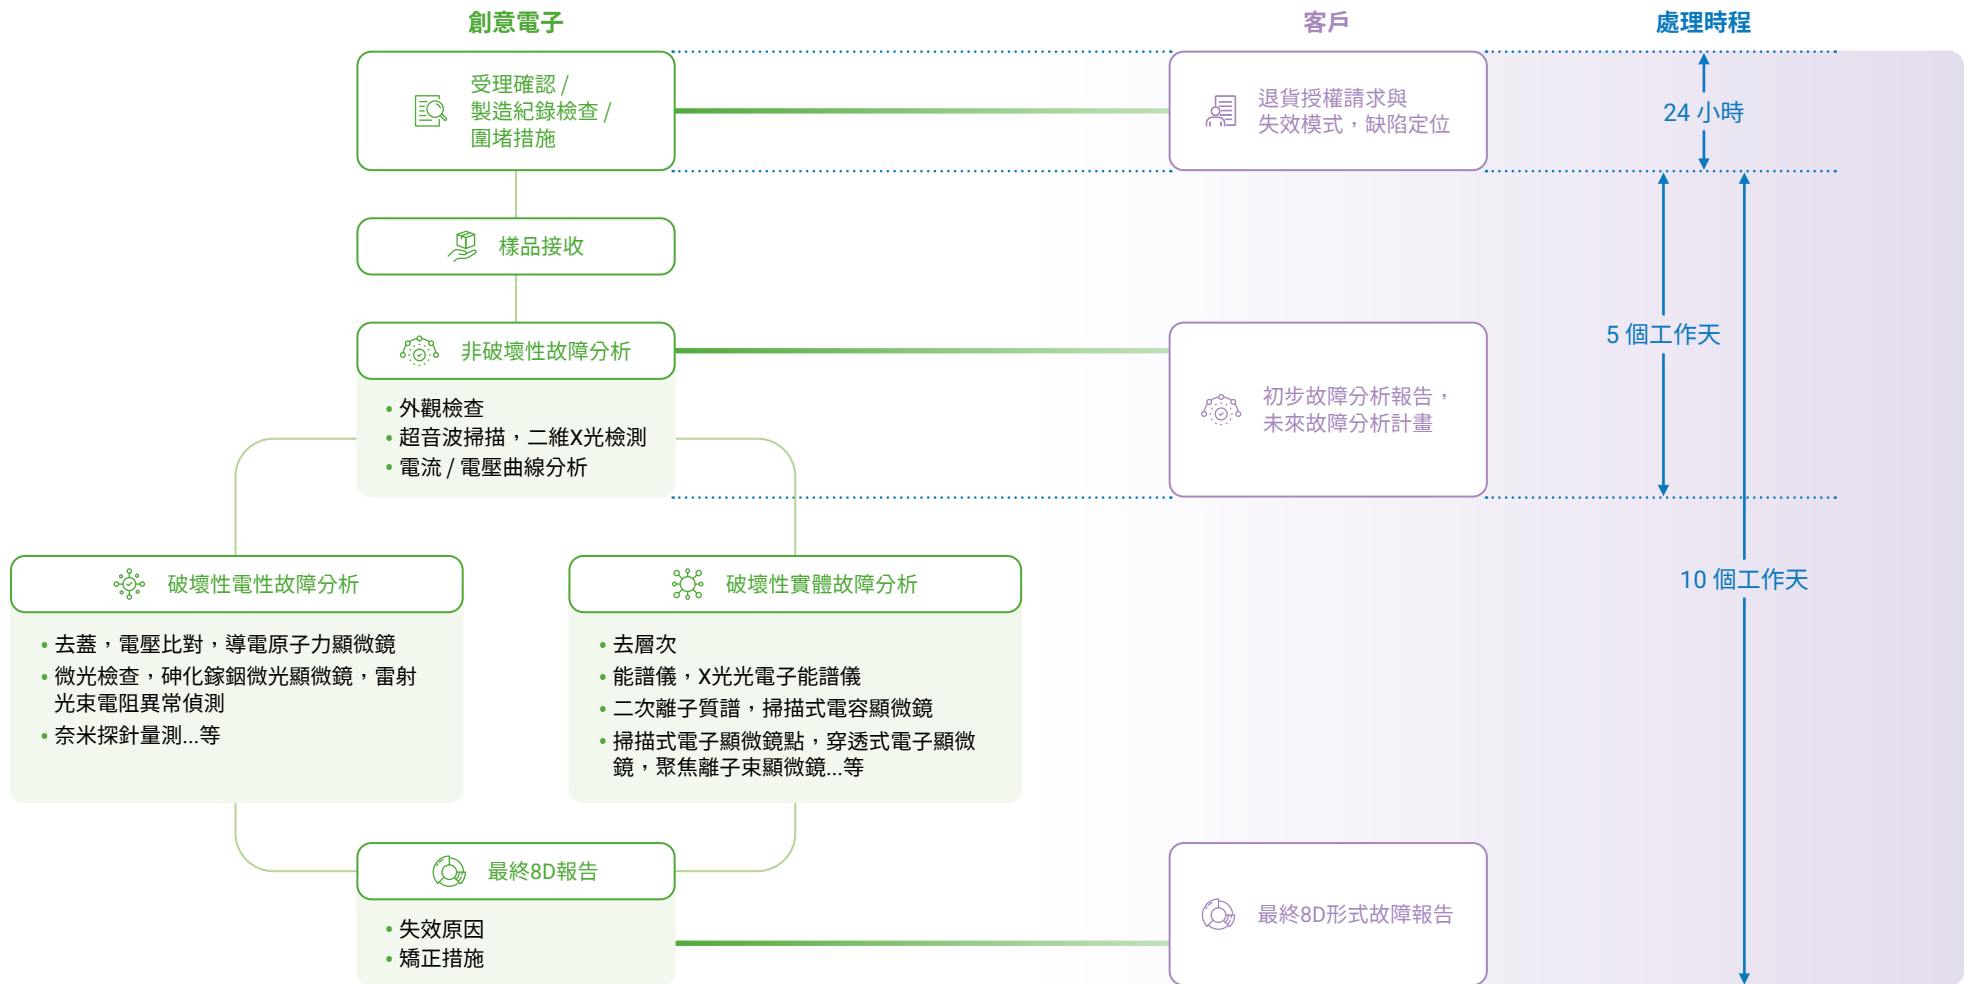 創意電子
客戶
處理時程
受理確認 /
製造紀錄檢查 /
圍堵措施
退貨授權請求與
失效模式，缺陷定位
24 小時
樣品接收
非破壞性故障分析
• 外觀檢查
• 超音波掃描，二維X光檢測
• 電流 / 電壓曲線分析
初步故障分析報告，
未來故障分析計畫
5 個工作天
10 個工作天
破壞性電性故障分析
• 去蓋，電壓比對，導電原子力顯微鏡
• 微光檢查，砷化鎵銦微光顯微鏡，雷射
光束電阻異常偵測
• 奈米探針量測...等
破壞性實體故障分析
• 去層次
• 能譜儀，X光光電子能譜儀
• 二次離子質譜，掃描式電容顯微鏡
• 掃描式電子顯微鏡點，穿透式電子顯微
鏡，聚焦離子束顯微鏡...等
最終8D報告
• 失效原因
• 矯正措施
最終8D形式故障報告